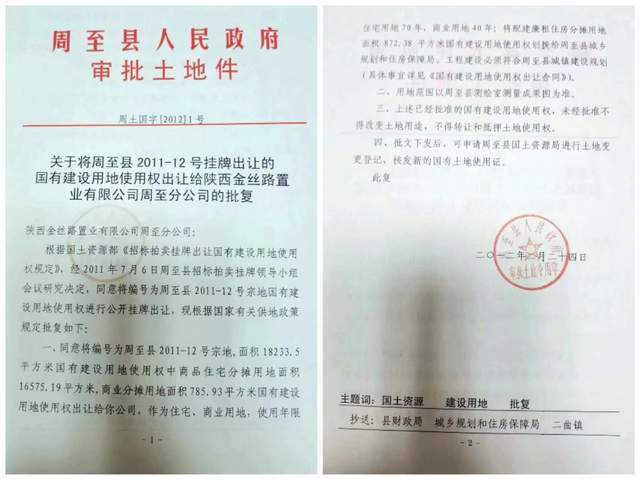 周至县人民政府
审批土地件
周土国字[2012]1号
关于将周至县2011-12号挂牌出让的
国有建设用地使用权出让给陕西金丝路置
业有限公司周至分公司的批复
陕西金丝路置业有限公司周至分公司:
根据国土资源部《招标拍卖挂牌出让国有建设用地使用
权规定》,经2011年7月6日周至县招标拍卖挂牌领导小组
会议研究决定,同意将编号为周至县2011-12号宗地国有建
设用地使用权进行公开挂牌出让,现根据国家有关供地政策
规定批复如下:
一、同意将编号为周至县2011-12号宗地,面积18233.5
平方米国有建设用地使用权中商品住宅分摊用地面积
16575.19平方米,商业分摊用地面积785.93平方米国有建设
用地使用权出让给你公司,作为住宅、商业用地,使用年限
- 1 -
住宅用地70年,商业用地40年;将配建廉租住房分摊用地
面积872.38平方米国有建设用地使用权划拨给周至县城乡
规划和住房保障局。工程建设必须符合周至县城镇建设规划
(具体事宜详见《国有建设用地使用权出让合同》)。
二、用地范围以周至县测绘室测量成果图为准。
三、上述已经批准的国有建设用地使用权,未经批准不
得改变土地用途,不得转让和抵押土地使用权。
四、批文下发后,可申请周至县国土资源局进行土地变
更登记,核发新的国有土地使用证。
此复
周至县人民政府
二〇一二年 月二十四日
审批土地专用章
主题词:国土资源 建设用地 批复
抄送:县财政局 城乡规划和住房保障局 二曲镇
- 2 -